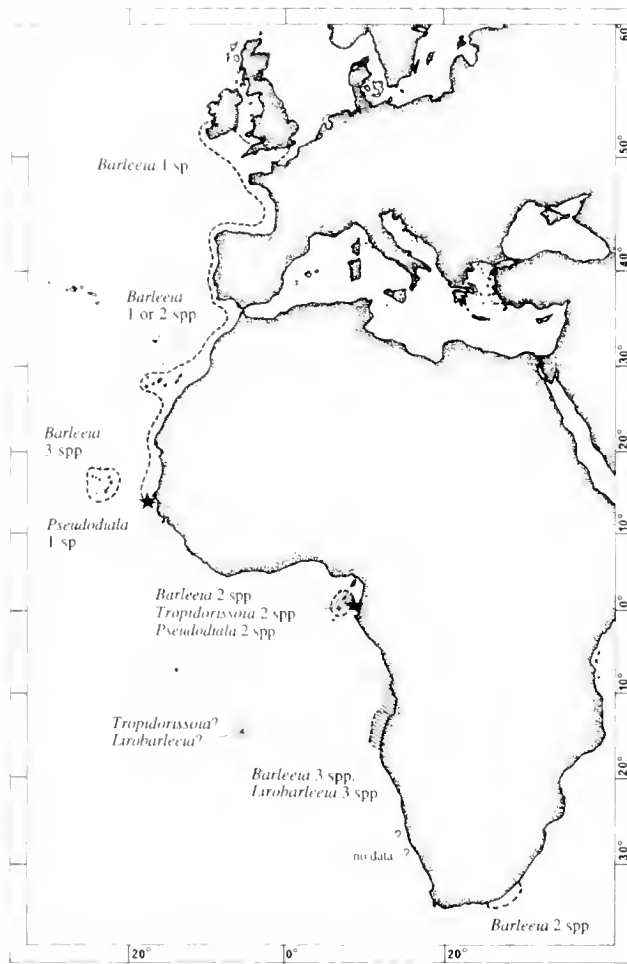 60°
50°
Barleeia 1 sp
40°
Barleeia
1 or 2 spp
30°
20°
Barleeia
3 spp
10°
Pseudodiala
1 sp
Barleeia 2 spp
Tropidorissoia 2 spp
Pseudodiala 2 spp
0°
10°
Tropidorissoia?
Lirobarleeia?
20°
Barleeia 3 spp.
Lirobarleeia 3 spp
?
?
no data
30°
Barleeia 2 spp
20°
0°
20°